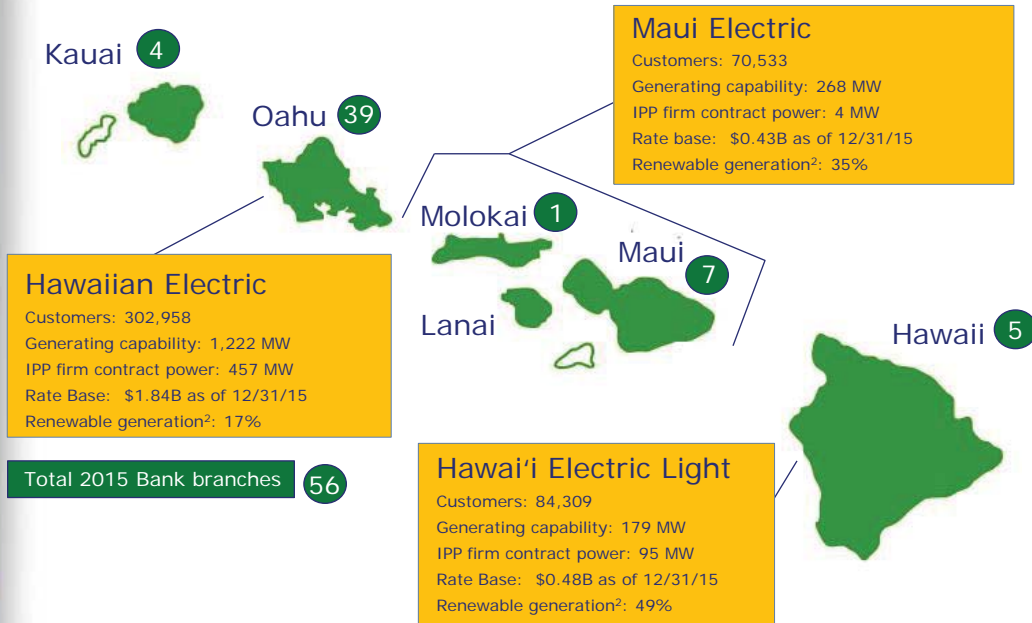 Kauai 4
Oahu 39
Maui Electric
Customers: 70,533
Generating capability: 268 MW
IPP firm contract power: 4 MW
Rate base: $0.43B as of 12/31/15
Renewable generation²: 35%
Molokai 1
Maui
7
Lanai
Hawaii 5
Hawaiian Electric
Customers: 302,958
Generating capability: 1,222 MW
IPP firm contract power: 457 MW
Rate Base: $1.84B as of 12/31/15
Renewable generation²: 17%
Total 2015 Bank branches 56
Hawai‘i Electric Light
Customers: 84,309
Generating capability: 179 MW
IPP firm contract power: 95 MW
Rate Base: $0.48B as of 12/31/15
Renewable generation²: 49%